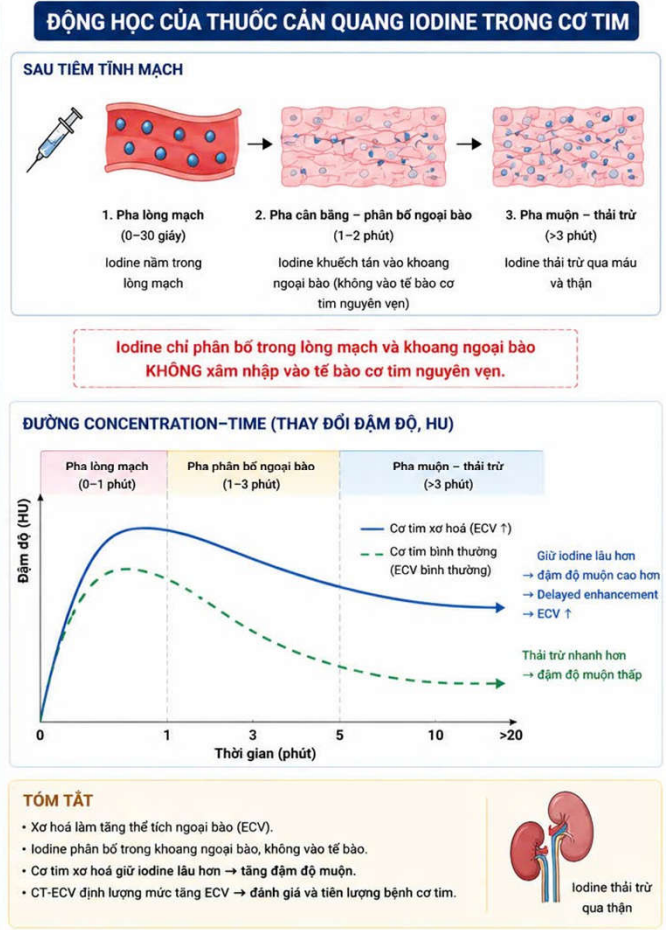 ĐỘNG HỌC CỦA THUỐC CẢN QUANG IODINE TRONG CƠ TIM
SAU TIÊM TĨNH MẠCH
1. Pha lòng mạch
(0–30 giây)
Iodine nằm trong
lòng mạch
2. Pha cân bằng – phân bố ngoại bào
(1–2 phút)
Iodine khuếch tán vào khoang
ngoại bào (không vào tế bào cơ
tim nguyên vẹn)
3. Pha muộn – thải trừ
(>3 phút)
Iodine thải trừ qua máu
và thận
Iodine chỉ phân bố trong lòng mạch và khoang ngoại bào
KHÔNG xâm nhập vào tế bào cơ tim nguyên vẹn.
ĐƯỜNG CONCENTRATION–TIME (THAY ĐỔI ĐẬM ĐỘ, HU)
Pha lòng mạch
(0–1 phút)
Pha phân bố ngoại bào
(1–3 phút)
Pha muộn – thải trừ
(>3 phút)
Đậm độ (HU)
Cơ tim xơ hoá (ECV ↑)
Cơ tim bình thường
(ECV bình thường)
Giữ iodine lâu hơn
→ đậm độ muộn cao hơn
→ Delayed enhancement
→ ECV ↑
Thải trừ nhanh hơn
→ đậm độ muộn thấp
0 1 3 5 10 >20
Thời gian (phút)
TÓM TẮT
• Xơ hoá làm tăng thể tích ngoại bào (ECV).
• Iodine phân bố trong khoang ngoại bào, không vào tế bào.
• Cơ tim xơ hoá giữ iodine lâu hơn → tăng đậm độ muộn.
• CT-ECV định lượng mức tăng ECV → đánh giá và tiên lượng bệnh cơ tim.
Iodine thải trừ
qua thận